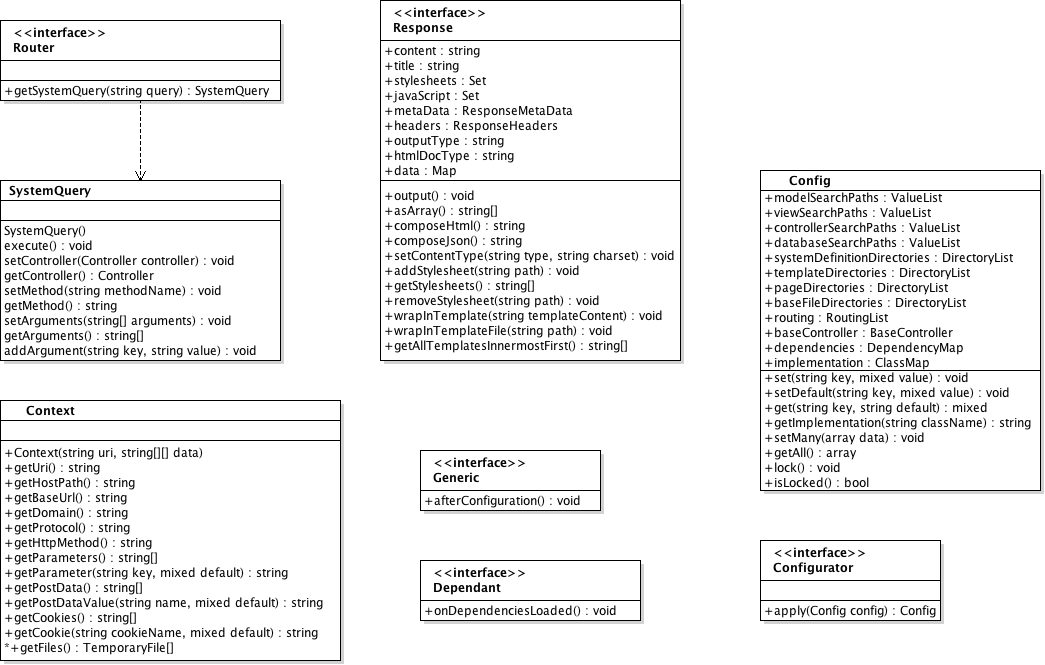 <<interface>>
Router
+getSystemQuery(string query) : SystemQuery
SystemQuery
SystemQuery()
execute() : void
setController(Controller controller) : void
getController() : Controller
setMethod(string methodName) : void
getMethod() : string
setArguments(string[] arguments) : void
getArguments() : string[]
addArgument(string key, string value) : void
Context
+Context(string uri, string[][] data)
+getUri() : string
+getHostPath() : string
+getBaseUrl() : string
+getDomain() : string
+getProtocol() : string
+getHttpMethod() : string
+getParameters() : string[]
+getParameter(string key, mixed default) : string
+getPostData() : string[]
+getPostDataValue(string name, mixed default) : string
+getCookies() : string[]
+getCookie(string cookieName, mixed default) : string
*+getFiles() : TemporaryFile[]
<<interface>>
Response
+content : string
+title : string
+stylesheets : Set
+javaScript : Set
+metaData : ResponseMetaData
+headers : ResponseHeaders
+outputType : string
+htmlDocType : string
+data : Map
+output() : void
+asArray() : string[]
+composeHtml() : string
+composeJson() : string
+setContentType(string type, string charset) : void
+addStylesheet(string path) : void
+getStylesheets() : string[]
+removeStylesheet(string path) : void
+wrapInTemplate(string templateContent) : void
+wrapInTemplateFile(string path) : void
+getAllTemplatesInnermostFirst() : string[]
<<interface>>
Generic
+afterConfiguration() : void
<<interface>>
Dependant
+onDependenciesLoaded() : void
Config
+modelSearchPaths : ValueList
+viewSearchPaths : ValueList
+controllerSearchPaths : ValueList
+databaseSearchPaths : ValueList
+systemDefinitionDirectories : DirectoryList
+templateDirectories : DirectoryList
+pageDirectories : DirectoryList
+baseFileDirectories : DirectoryList
+routing : RoutingList
+baseController : BaseController
+dependencies : DependencyMap
+implementation : ClassMap
+set(string key, mixed value) : void
+setDefault(string key, mixed value) : void
+get(string key, string default) : mixed
+getImplementation(string className) : string
+setMany(array data) : void
+getAll() : array
+lock() : void
+isLocked() : bool
<<interface>>
Configurator
+apply(Config config) : Config